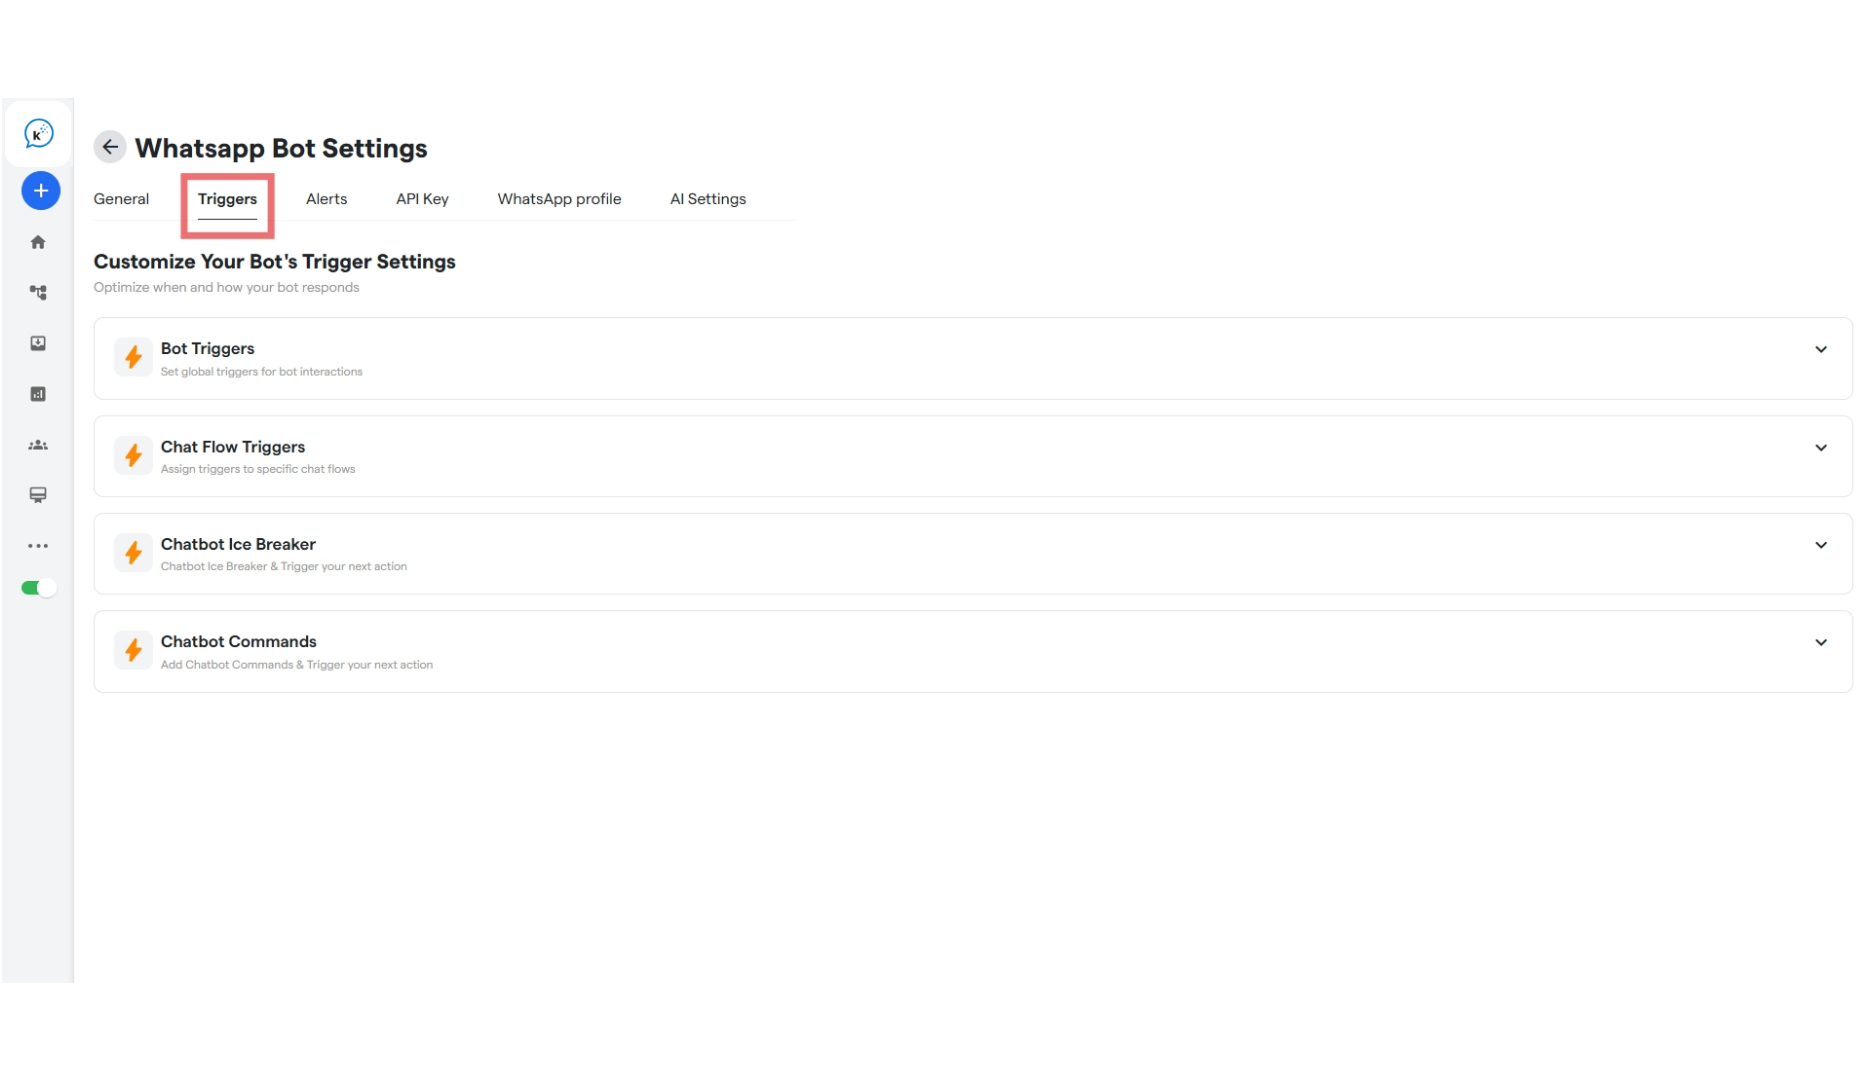 k
Whatsapp Bot Settings
General Triggers Alerts API Key WhatsApp profile AI Settings
Customize Your Bot's Trigger Settings
Optimize when and how your bot responds
Bot Triggers
Set global triggers for bot interactions
Chat Flow Triggers
Assign triggers to specific chat flows
Chatbot Ice Breaker
Chatbot Ice Breaker & Trigger your next action
Chatbot Commands
Add Chatbot Commands & Trigger your next action